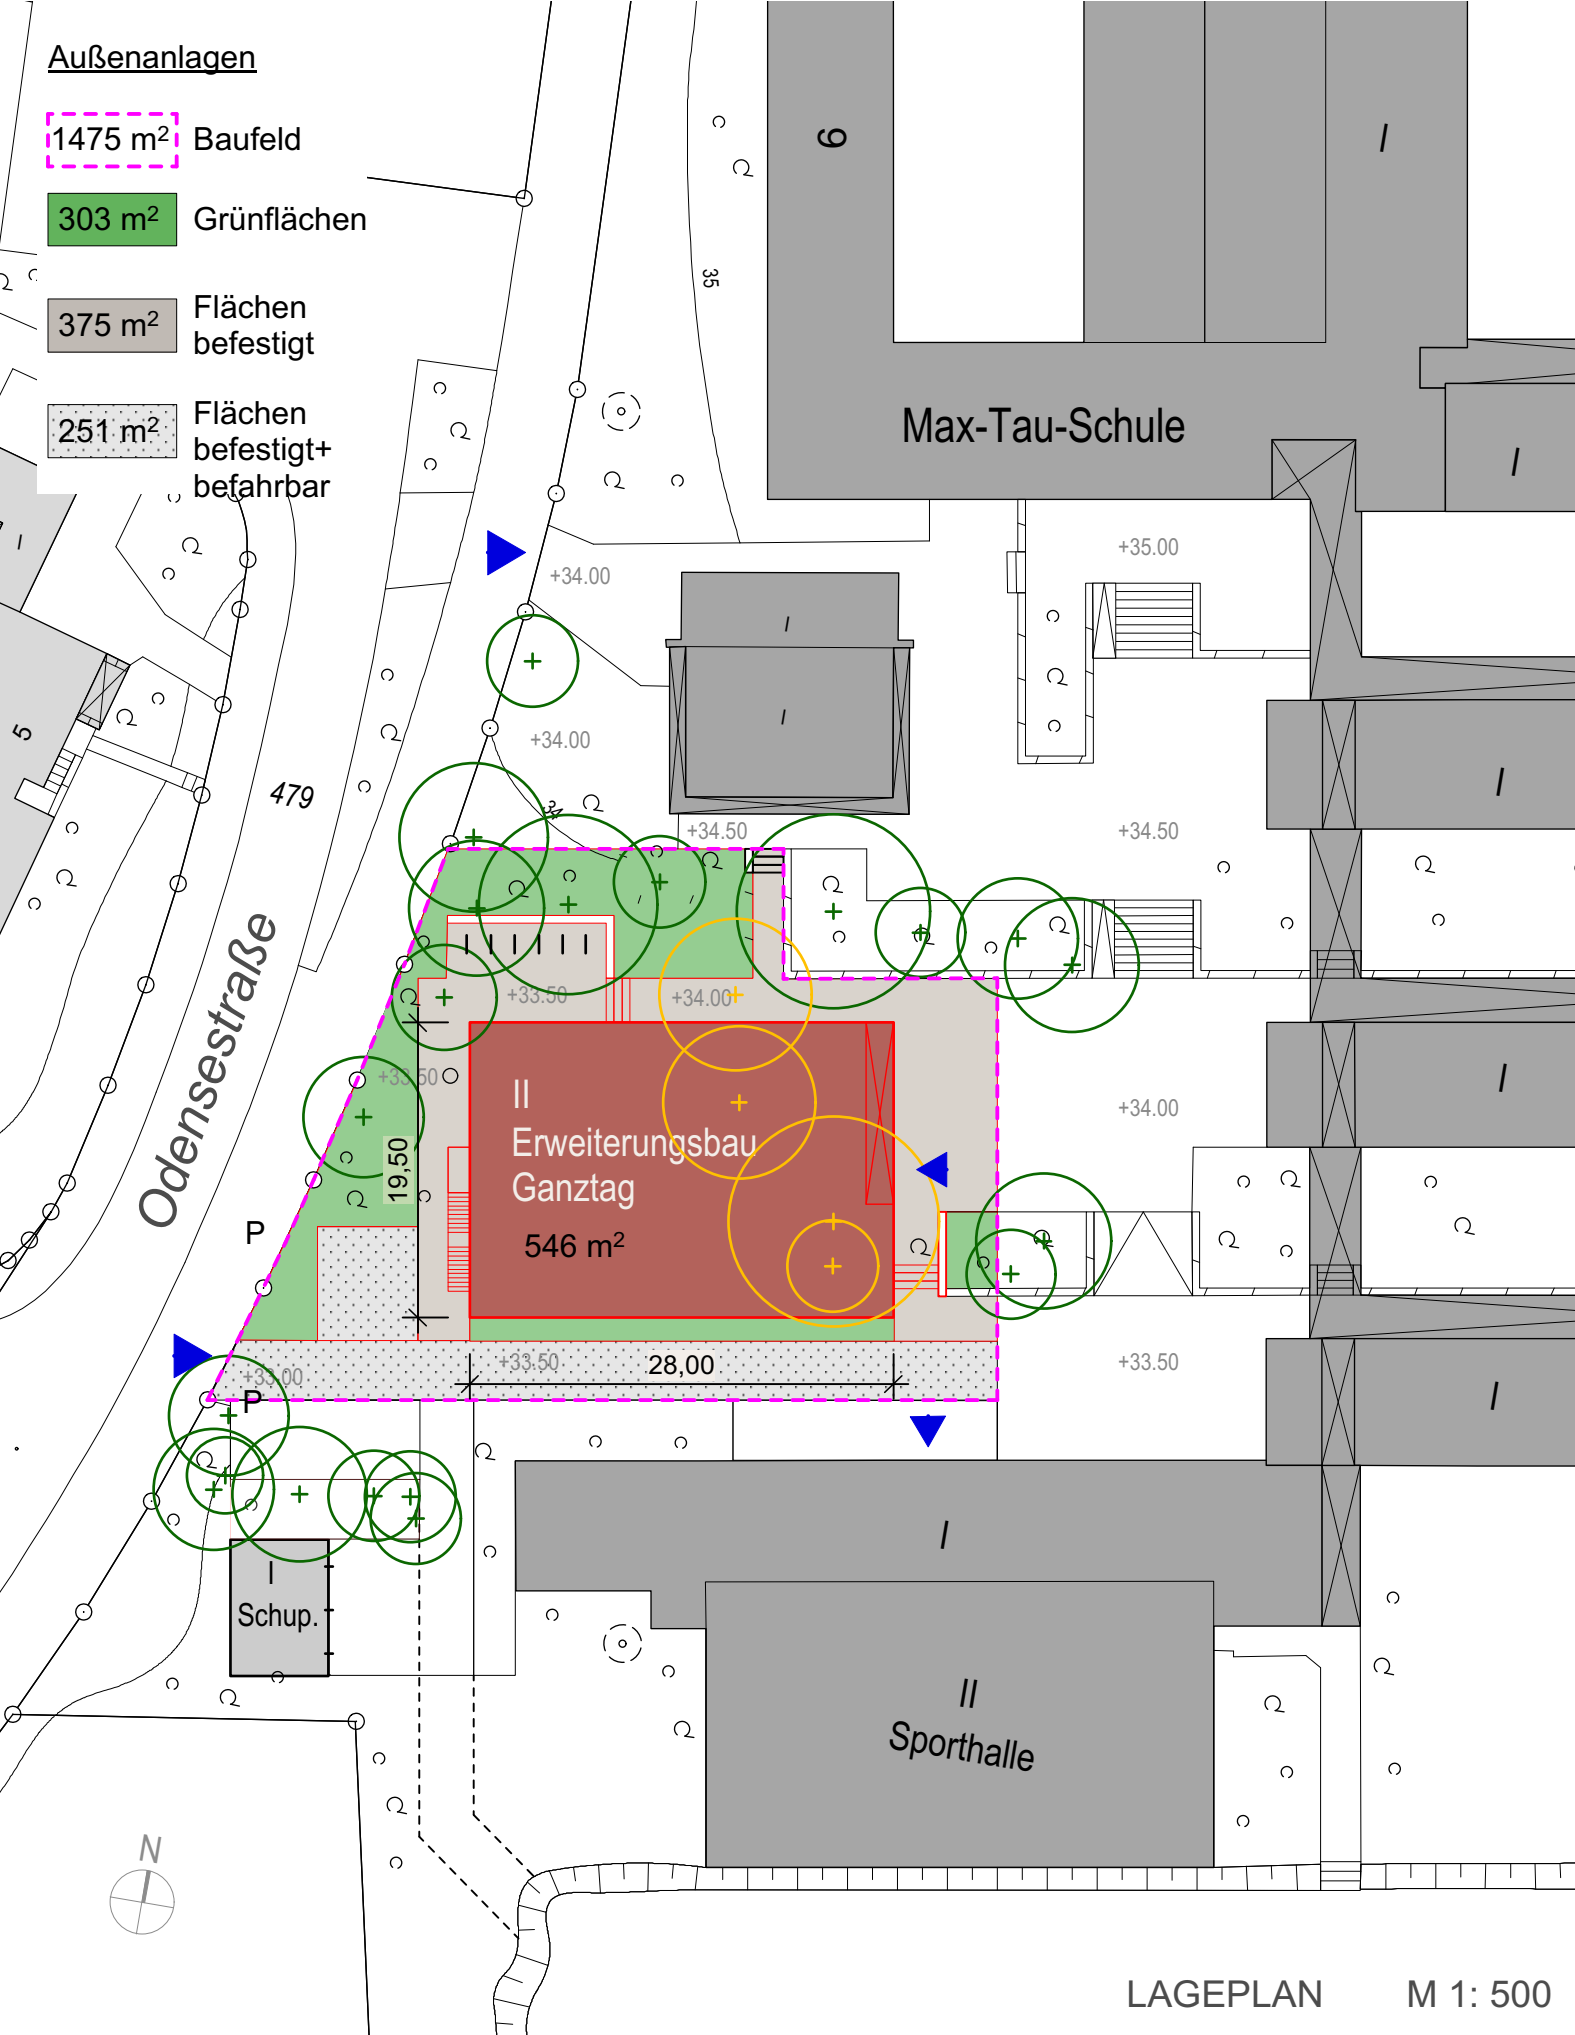 Außenanlagen
1475 m² Baufeld
303 m² Grünflächen
375 m² Flächen
befestigt
251 m² Flächen
befestigt+
befahrbar
9
I
35
Max-Tau-Schule
I
I
+35.00
+34.00
I
I
5
+34.00
479
34
+34.50
+34.50
I
+33.50
+34.00
Odensestraße
+33.50
II
Erweiterungsbau
Ganztag
546 m²
19,50
+34.00
I
P
+33.50
28,00
+33.00
P
+33.50
I
I
I
Schup.
II
Sporthalle
N
LAGEPLAN M 1: 500